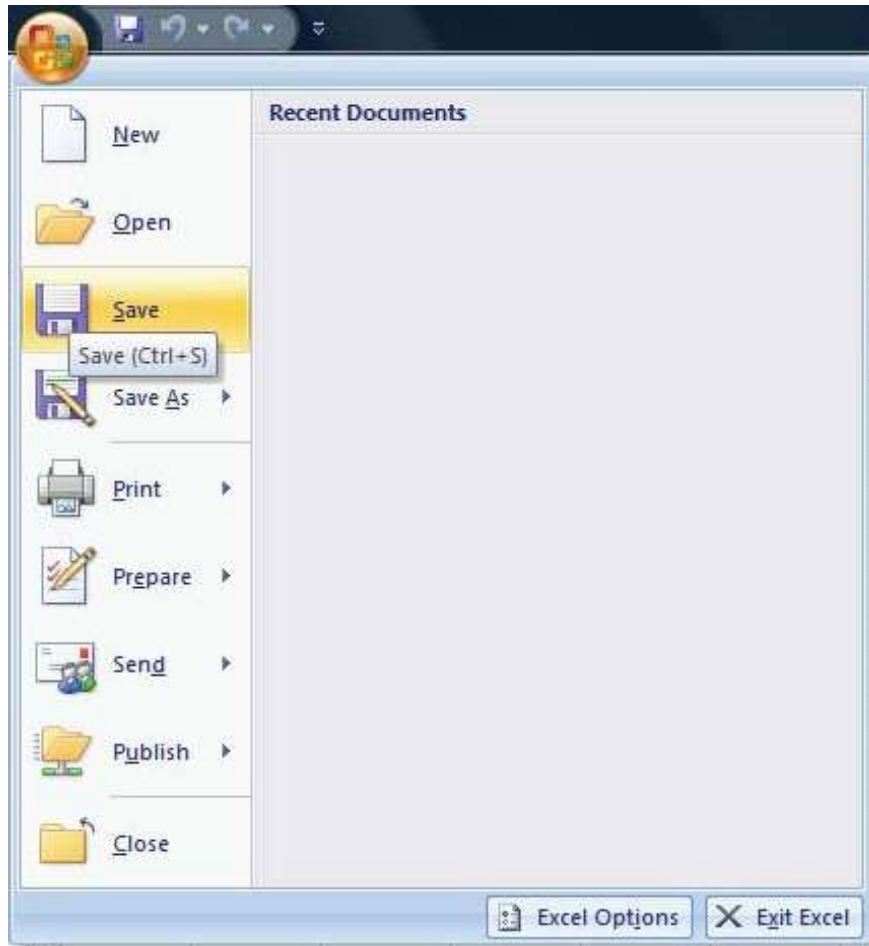 Recent Documents
New
Open
Save
Save (Ctrl+S)
Save As
Print
Prepare
Send
Publish
Close
Excel Options
Exit Excel